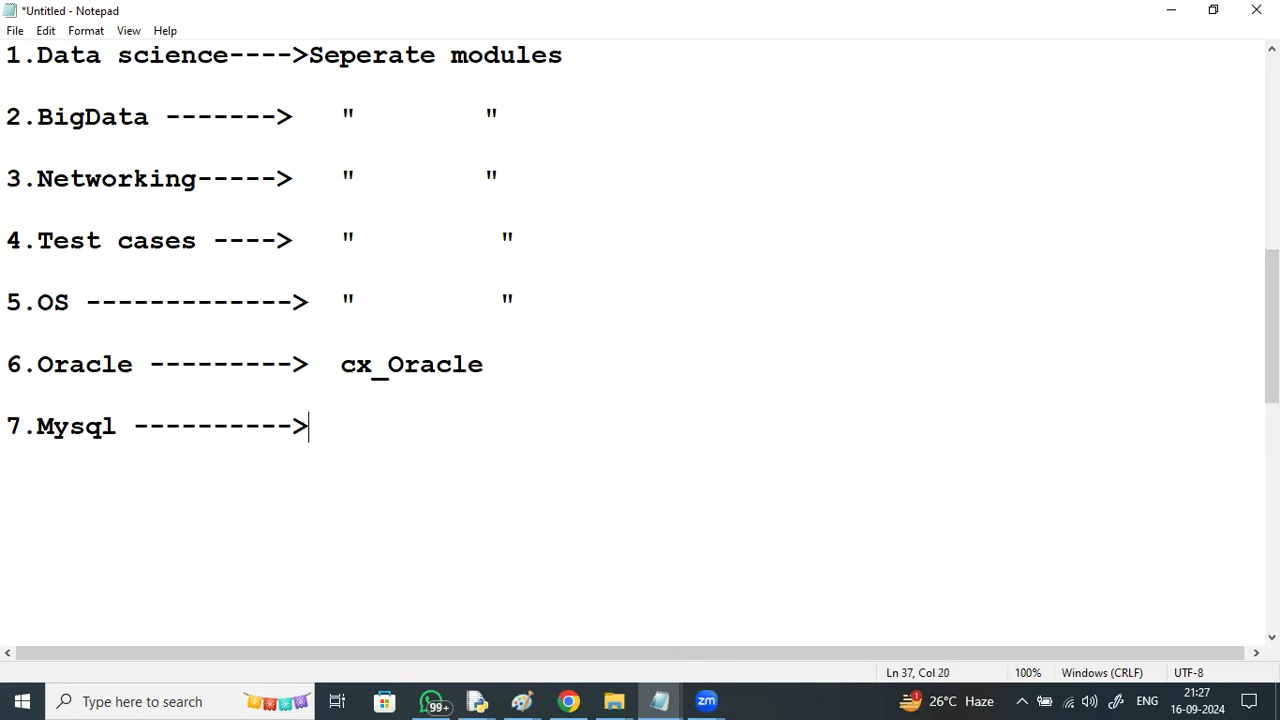 *Untitled - Notepad
File Edit Format View Help
1.Data science---->Seperate modules
2.BigData -------> " "
3.Networking-----> " "
4.Test cases ----> " "
5.OS -------------> " "
6.Oracle ---------> cx_Oracle
7.Mysql ---------->
Ln 37, Col 20 100% Windows (CRLF) UTF-8
Type here to search 99+ zm 1 26°C Haze ENG 21:27
16-09-2024